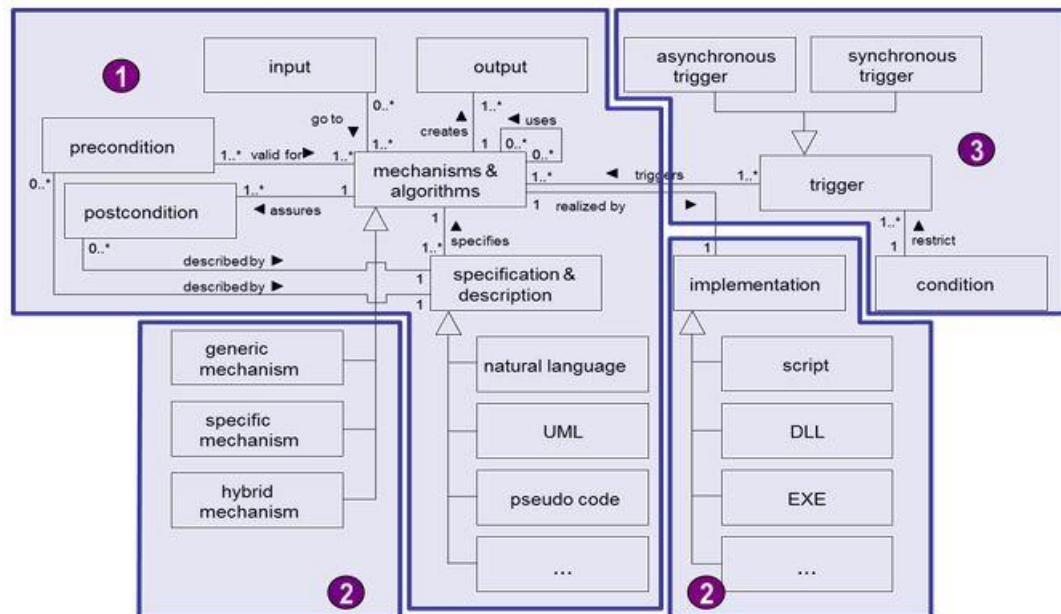 1
input
output
asynchronous
trigger
synchronous
trigger
3
0..*
1..*
go to ▼
creates ▲
◄ uses
1..*
1
0..*
0..*
precondition
1..*
valid for ►
1..*
mechanisms &
algorithms
1..*
◄ triggers
1..*
trigger
0..*
postcondition
1..*
◄ assures
1
1
realized by ►
1..*
▲
restrict
1
1
▲
specifies
1..*
0..*
described by ►
1
described by ►
1
specification &
description
1
implementation
condition
generic
mechanism
specific
mechanism
hybrid
mechanism
2
natural language
UML
pseudo code
...
script
DLL
EXE
...
2